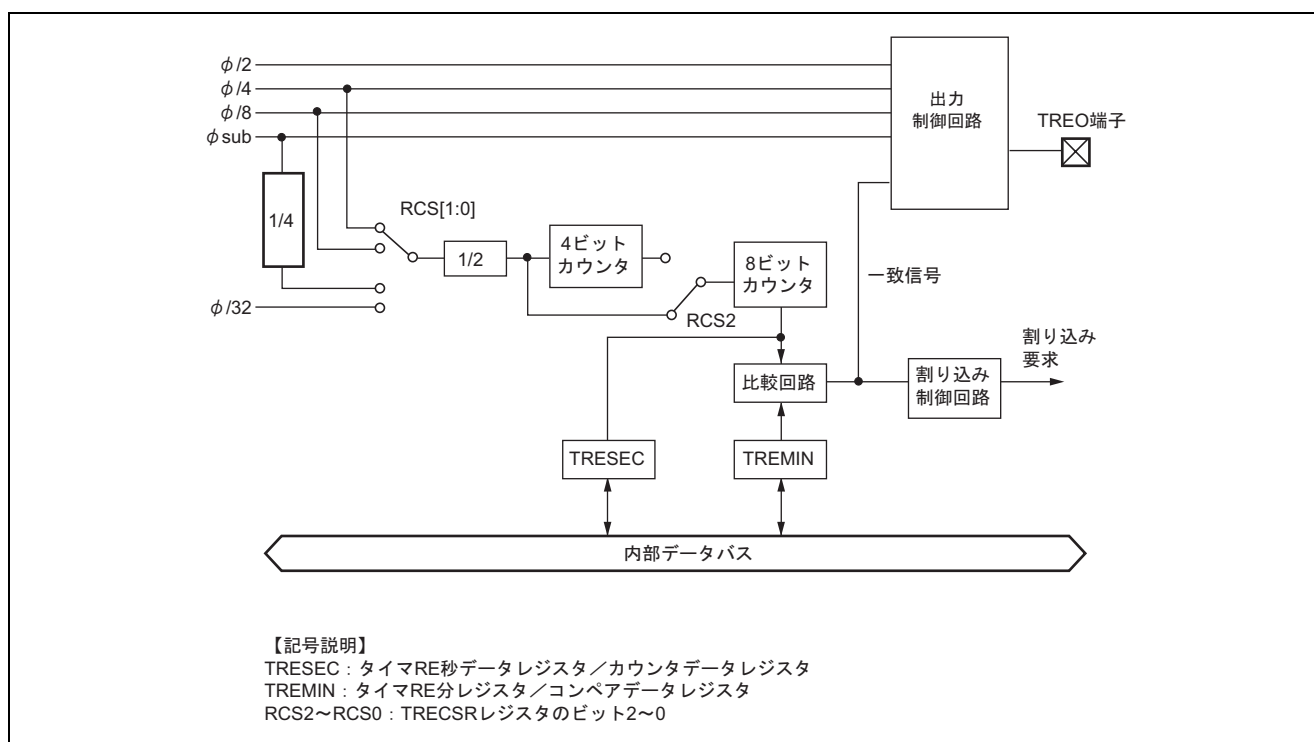 φ/2
φ/4
φ/8
φsub
出力
制御回路
TREO端子
1/4
RCS[1:0]
1/2
4ビット
カウンタ
8ビット
カウンタ
RCS2
一致信号
φ/32
比較回路
割り込み
制御回路
割り込み
要求
TRESEC
TREMIN
内部データバス
【記号説明】
TRESEC：タイマRE秒データレジスタ／カウンタデータレジスタ
TREMIN：タイマRE分レジスタ／コンペアデータレジスタ
RCS2～RCS0：TRECSRレジスタのビット2～0